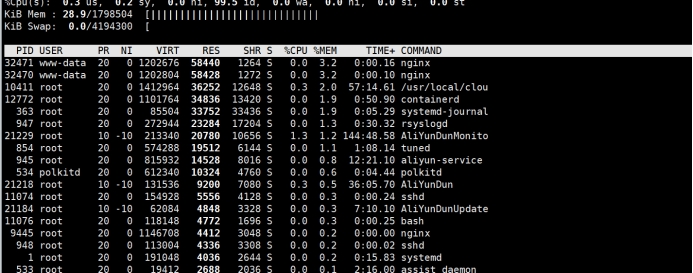 %Cpu(s):  0.3 us,  0.2 sy,  0.0 ni, 99.5 id,  0.0 wa,  0.0 hi,  0.0 si,  0.0 st
KiB Mem : 28.9/1798504  [||||||||||||||||||||||||||||
KiB Swap:  0.0/4194300  [
PID USER PR NI VIRT RES SHR S %CPU %MEM TIME+ COMMAND
32471 www-data 20 0 1202676 58440 1264 S 0.0 3.2 0:00.16 nginx
32470 www-data 20 0 1202804 58428 1272 S 0.0 3.2 0:00.10 nginx
10411 root 20 0 1412964 36252 12648 S 0.3 2.0 57:14.61 /usr/local/clou
12772 root 20 0 1101764 34836 13420 S 0.0 1.9 0:50.90 containerd
363 root 20 0 85504 33752 33436 S 0.0 1.9 0:05.29 systemd-journal
947 root 20 0 272944 23284 17204 S 0.0 1.3 0:30.32 rsyslogd
21229 root 10 -10 213340 20780 10656 S 1.3 1.2 144:48.58 AliYunDunMonito
854 root 20 0 574288 19512 6144 S 0.0 1.1 1:08.14 tuned
945 root 20 0 815932 14528 8016 S 0.0 0.8 12:21.10 aliyun-service
534 polkitd 20 0 612340 10324 4760 S 0.0 0.6 0:04.44 polkitd
21218 root 10 -10 131536 9200 7080 S 0.3 0.5 36:05.70 AliYunDun
11074 root 20 0 154928 5556 4128 S 0.0 0.3 0:00.24 sshd
21184 root 10 -10 62084 4848 3328 S 0.0 0.3 7:10.10 AliYunDunUpdate
11076 root 20 0 118148 4772 1696 S 0.0 0.3 0:00.25 bash
9445 root 20 0 1146708 4412 3048 S 0.0 0.2 0:00.00 nginx
948 root 20 0 113004 4336 3308 S 0.0 0.2 0:00.02 sshd
1 root 20 0 191048 4036 2644 S 0.0 0.2 0:15.83 systemd
533 root 20 0 19412 2688 2036 S 0.0 0.1 2:16.00 assist_daemon